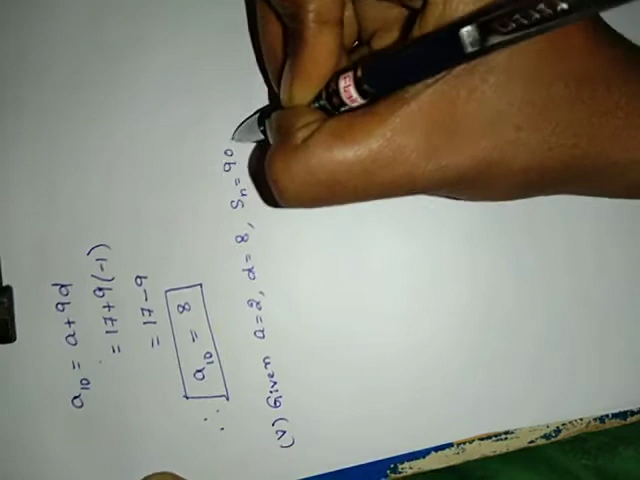 a₁₀ = a+9d
= 17+9(-1)
= 17-9
∴ a₁₀ = 8
(v) Given a=2, d=8, Sn=90